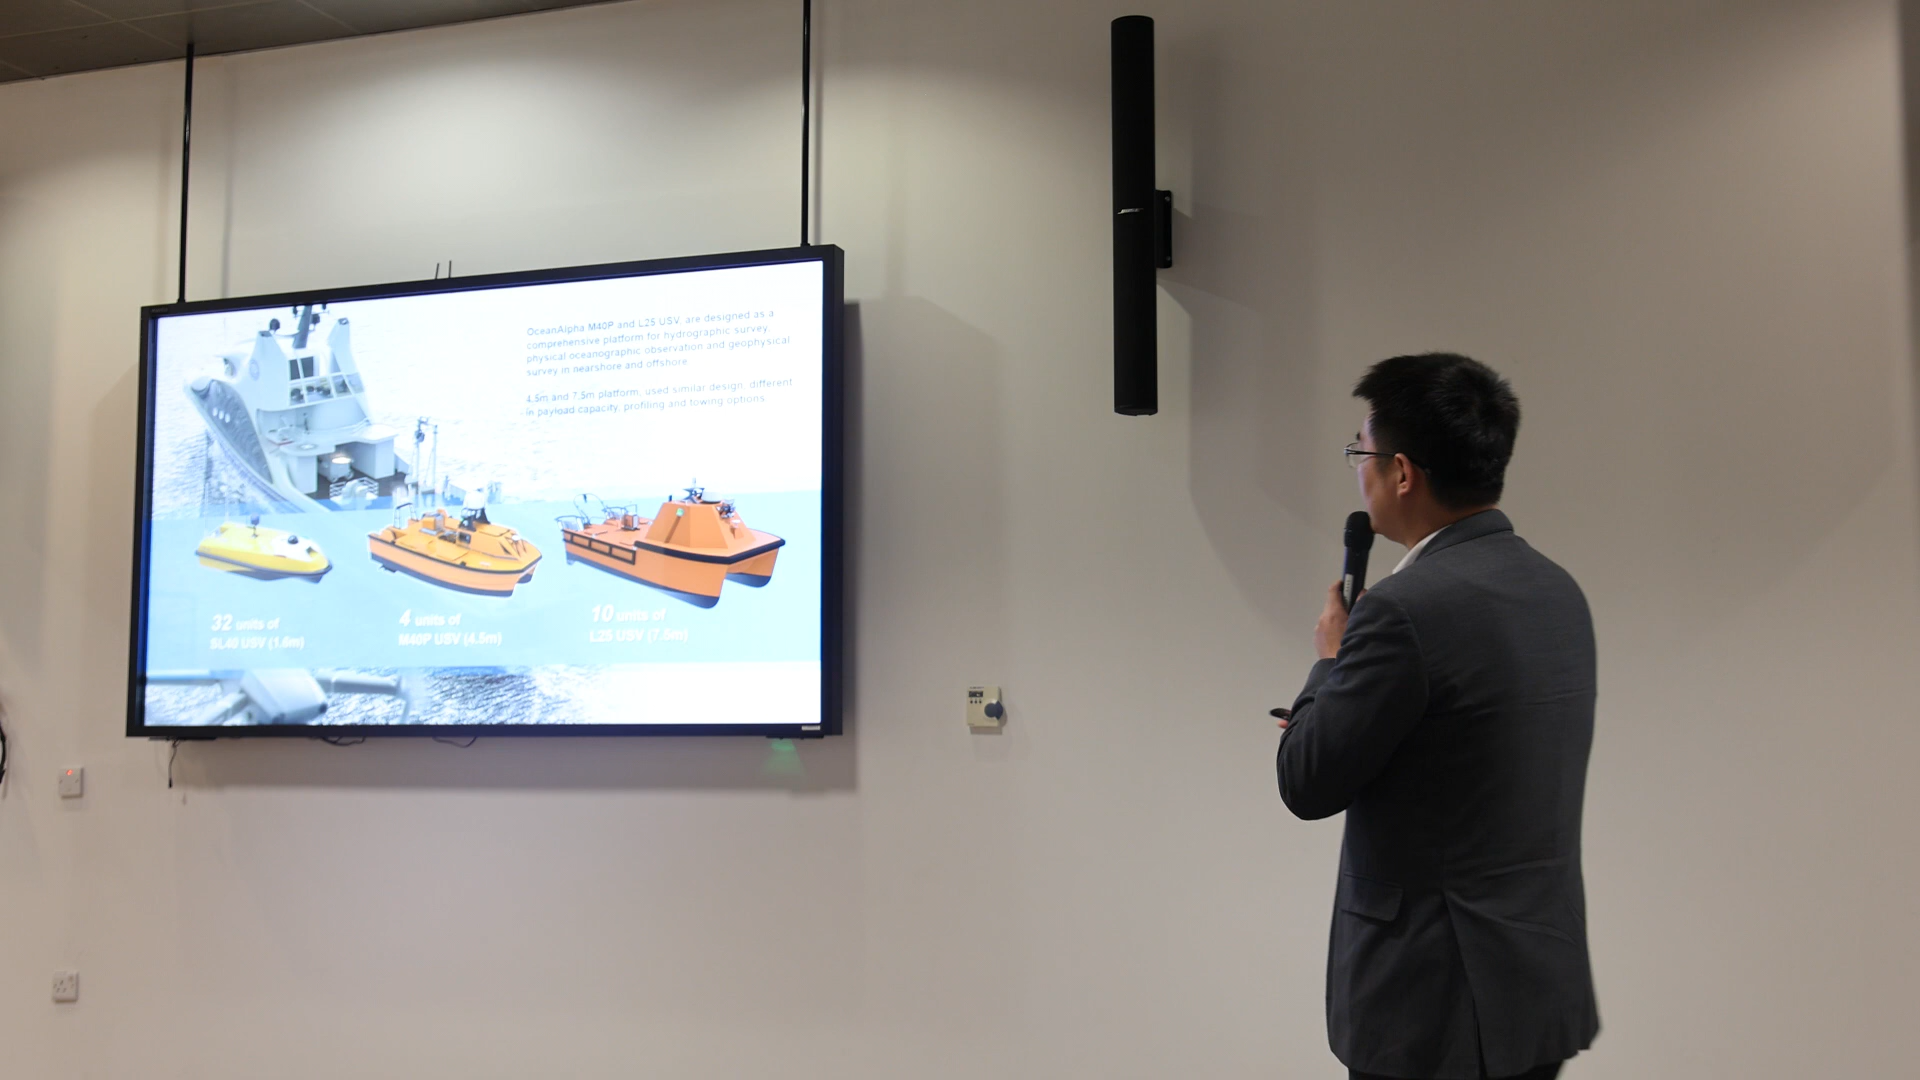 OceanAlpha M40P and L25 USV, are designed as a
comprehensive platform for hydrographic survey,
physical oceanographic observation and geophysical
survey in nearshore and offshore
4.5m and 7.5m platform, used similar design, different
in payload capacity, profiling and towing options
32 units of
SL40 USV (1.6m)
4 units of
M40P USV (4.5m)
10 units of
L25 USV (7.5m)
BOSE